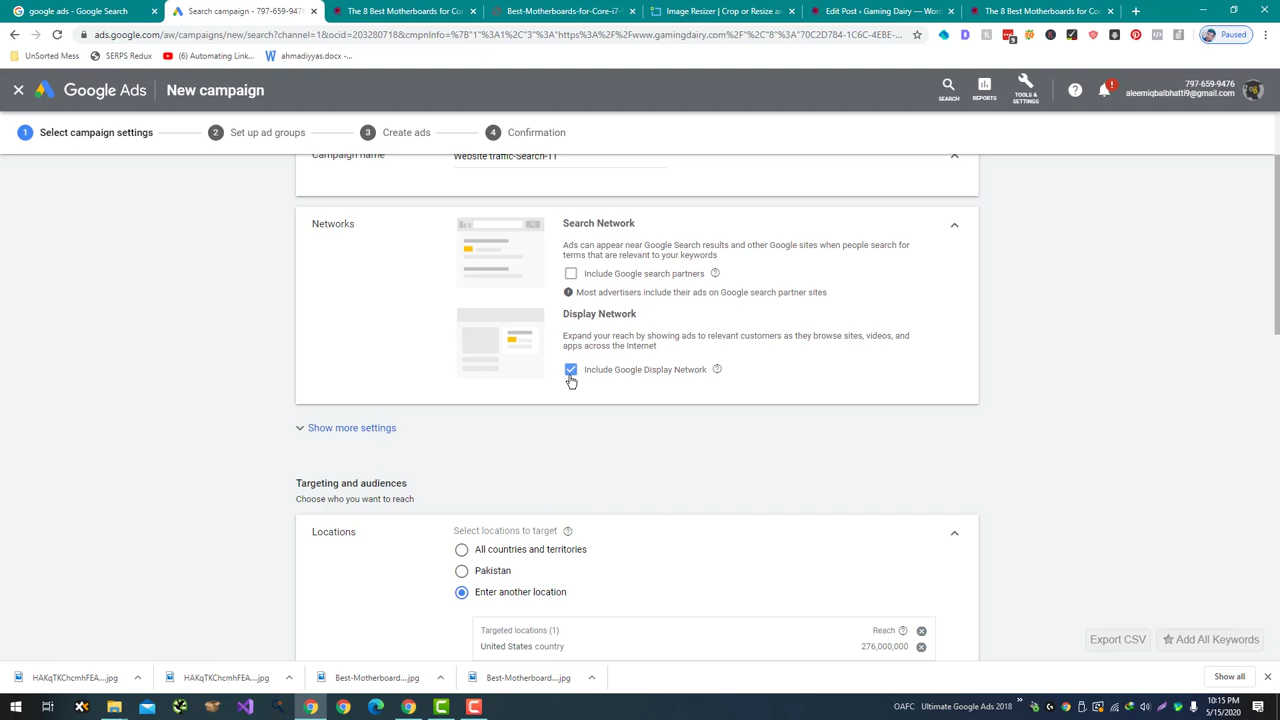 google ads - Google Search
Search campaign - 797-659-9476
The 8 Best Motherboards for Co
Best-Motherboards-for-Core-i7-
Image Resizer | Crop or Resize an
Edit Post ‹ Gaming Dairy — Wor
The 8 Best Motherboards for Co
ads.google.com/aw/campaigns/new/search?channel=1&ocid=203280718&cmpnInfo=%7B"1"%3A1%2C"3"%3A"https%3A%2F%2Fwww.gamingdairy.com%2F"%2C"8"%3A"70C2D784-1C6C-4EBE-...
Paused
UnSorted Mess
SERPS Redux
(6) Automating Link...
ahmadiyyas.docx -...
Google Ads
New campaign
SEARCH
REPORTS
TOOLS & SETTINGS
797-659-9476
aleemiqbalbhatti9@gmail.com
1 Select campaign settings
2 Set up ad groups
3 Create ads
4 Confirmation
Campaign name
Website traffic-Search-11
Networks
Search Network
Ads can appear near Google Search results and other Google sites when people search for
terms that are relevant to your keywords
Include Google search partners
Most advertisers include their ads on Google search partner sites
Display Network
Expand your reach by showing ads to relevant customers as they browse sites, videos, and
apps across the Internet
Include Google Display Network
Show more settings
Targeting and audiences
Choose who you want to reach
Locations
Select locations to target
All countries and territories
Pakistan
Enter another location
Targeted locations (1)
Reach
United States country
276,000,000
Export CSV
Add All Keywords
HAKqTKChcmhFEA....jpg
HAKqTKChcmhFEA....jpg
Best-Motherboard....jpg
Best-Motherboard....jpg
Show all
OAFC
Ultimate Google Ads 2018
10:15 PM
5/15/2020